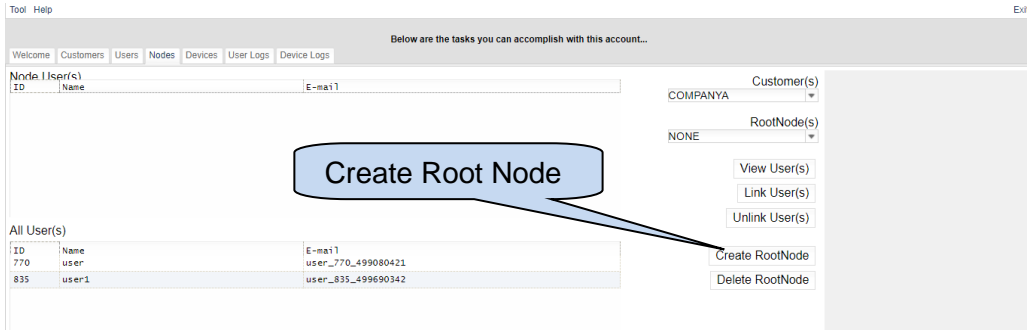 Tool Help Exi
Below are the tasks you can accomplish with this account...
Welcome Customers Users Nodes Devices User Logs Device Logs
Node User(s)
ID Name E-mail
Customer(s)
COMPANYA
RootNode(s)
NONE
Create Root Node
View User(s)
Link User(s)
Unlink User(s)
All User(s)
ID Name E-mail
770 user user_770_499080421
835 user1 user_835_499690342
Create RootNode
Delete RootNode